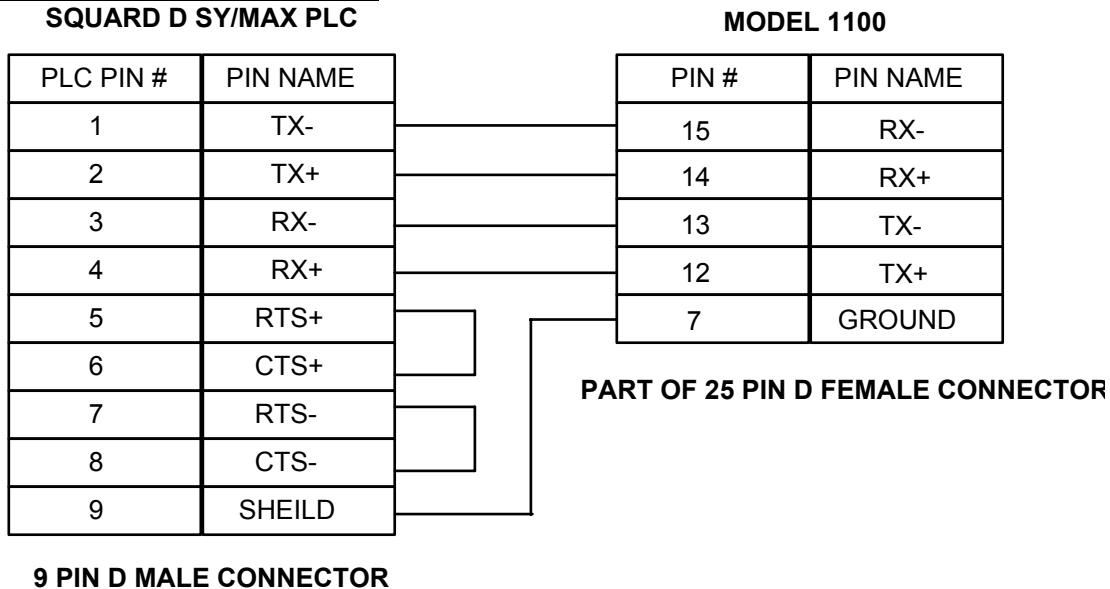 SQUARD D SY/MAX PLC
MODEL 1100
PLC PIN # PIN NAME
1 TX-
2 TX+
3 RX-
4 RX+
5 RTS+
6 CTS+
7 RTS-
8 CTS-
9 SHEILD
9 PIN D MALE CONNECTOR
PIN # PIN NAME
15 RX-
14 RX+
13 TX-
12 TX+
7 GROUND
PART OF 25 PIN D FEMALE CONNECTOR